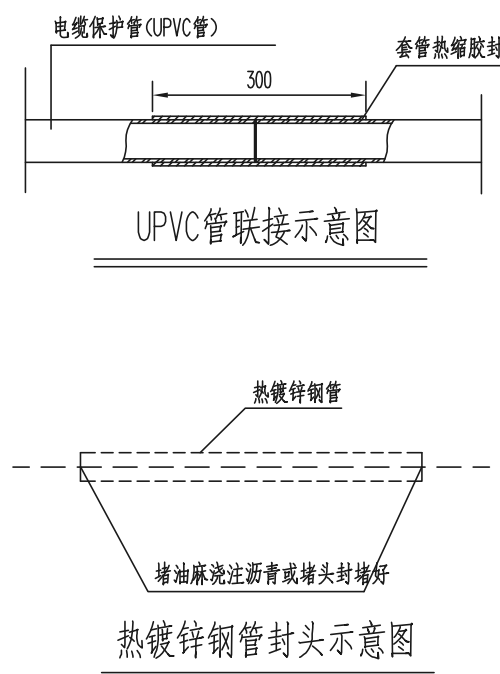 电缆保护管(UPVC管)
套管热缩胶封
300
UPVC管联接示意图
热镀锌钢管
堵油麻浇注沥青或堵头封堵好
热镀锌钢管封头示意图